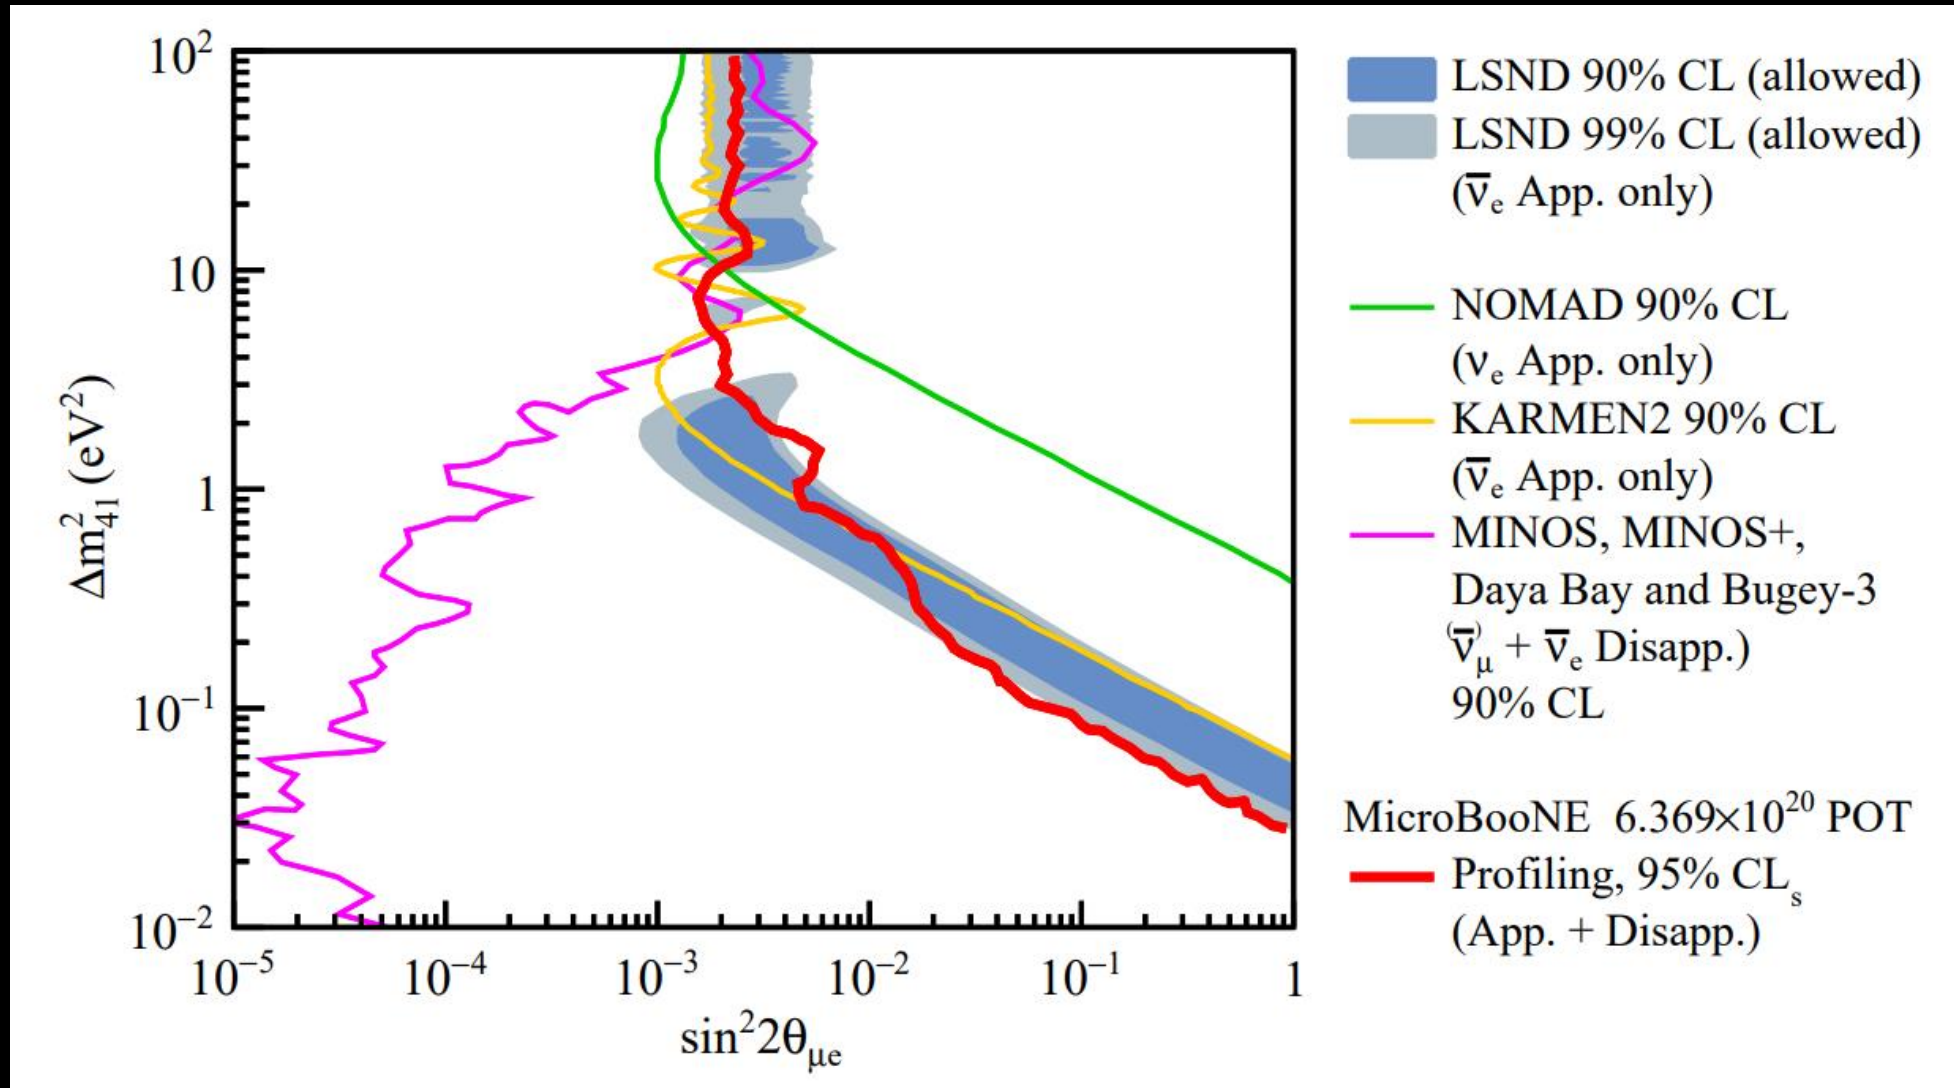 10²
10
1
10⁻¹
10⁻²
Δm²₄₁ (eV²)
10⁻⁵ 10⁻⁴ 10⁻³ 10⁻² 10⁻¹ 1
sin²2θ_μe
LSND 90% CL (allowed)
LSND 99% CL (allowed)
(ν̅ₑ App. only)
NOMAD 90% CL
(νₑ App. only)
KARMEN2 90% CL
(ν̅ₑ App. only)
MINOS, MINOS+,
Daya Bay and Bugey-3
(⁽ν̅⁾_μ + ν̅ₑ Disapp.)
90% CL
MicroBooNE 6.369×10²⁰ POT
Profiling, 95% CLₛ
(App. + Disapp.)